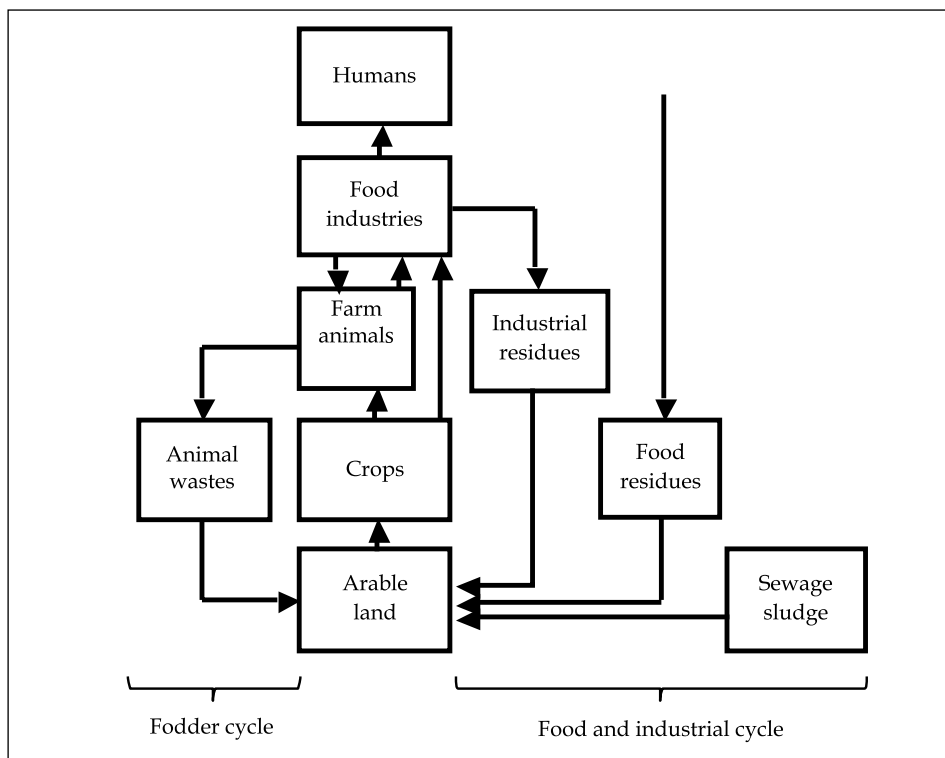 Humans
Food
industries
Farm
animals
Industrial
residues
Animal
wastes
Crops
Food
residues
Arable
land
Sewage
sludge
Fodder cycle
Food and industrial cycle